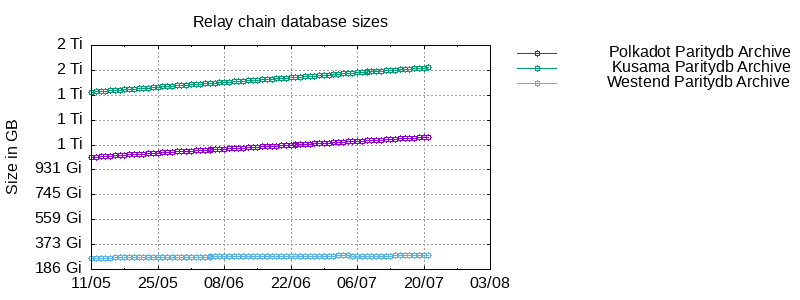 Relay chain database sizes
2 Ti
2 Ti
1 Ti
1 Ti
1 Ti
931 Gi
745 Gi
559 Gi
373 Gi
186 Gi
Size in GB
11/05 25/05 08/06 22/06 06/07 20/07 03/08
Polkadot Paritydb Archive
Kusama Paritydb Archive
Westend Paritydb Archive